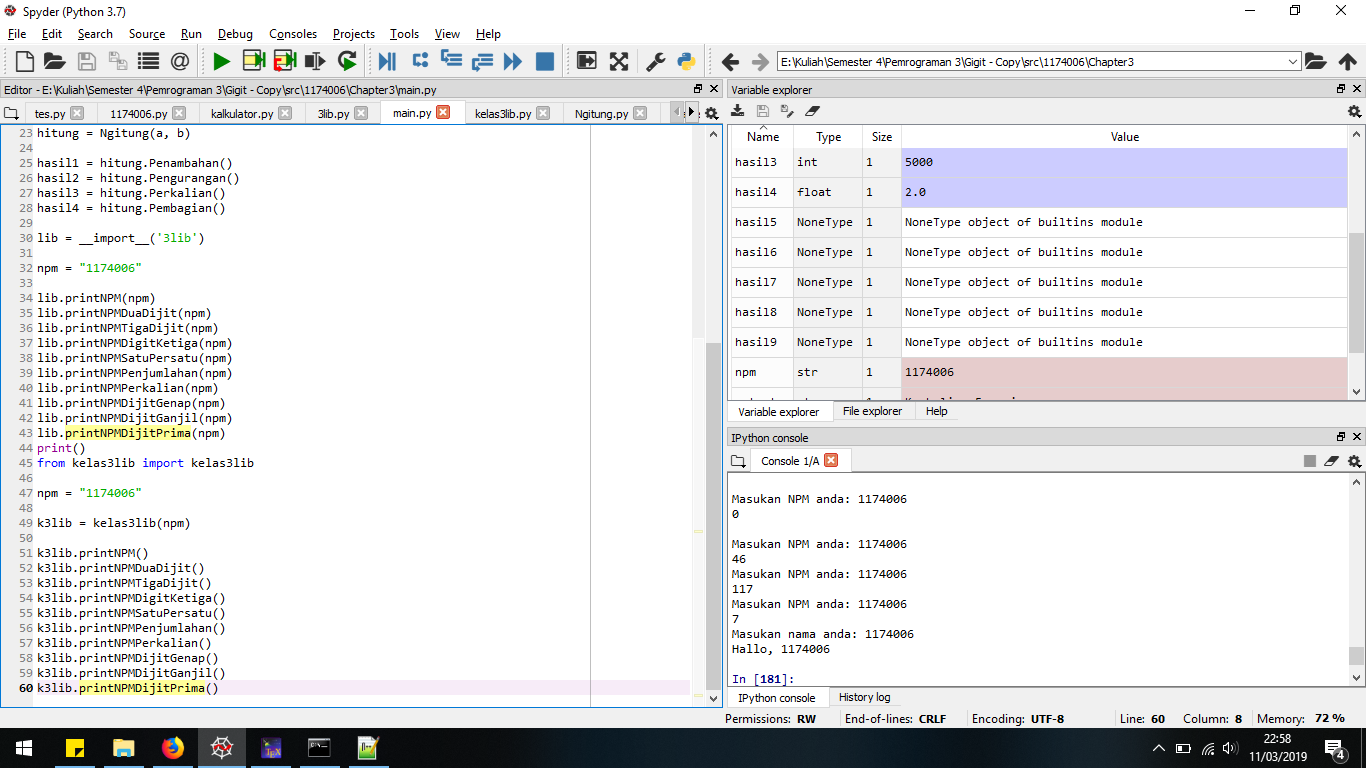 Spyder (Python 3.7)
File Edit Search Source Run Debug Consoles Projects Tools View Help
E:\Kuliah\Semester 4\Pemrograman 3\Gigit - Copy\src\1174006\Chapter3
Editor - E:\Kuliah\Semester 4\Pemrograman 3\Gigit - Copy\src\1174006\Chapter3\main.py
tes.py 1174006.py kalkulator.py 3lib.py main.py kelas3lib.py Ngitung.py
23 hitung = Ngitung(a, b)
24
25 hasil1 = hitung.Penambahan()
26 hasil2 = hitung.Pengurangan()
27 hasil3 = hitung.Perkalian()
28 hasil4 = hitung.Pembagian()
29
30 lib = __import__('3lib')
31
32 npm = "1174006"
33
34 lib.printNPM(npm)
35 lib.printNPMDuaDijit(npm)
36 lib.printNPMTigaDijit(npm)
37 lib.printNPMDigitKetiga(npm)
38 lib.printNPMSatuPersatu(npm)
39 lib.printNPMPenjumlahan(npm)
40 lib.printNPMPerkalian(npm)
41 lib.printNPMDijitGenap(npm)
42 lib.printNPMDijitGanjil(npm)
43 lib.printNPMDijitPrima(npm)
44 print()
45 from kelas3lib import kelas3lib
46
47 npm = "1174006"
48
49 k3lib = kelas3lib(npm)
50
51 k3lib.printNPM()
52 k3lib.printNPMDuaDijit()
53 k3lib.printNPMTigaDijit()
54 k3lib.printNPMDigitKetiga()
55 k3lib.printNPMSatuPersatu()
56 k3lib.printNPMPenjumlahan()
57 k3lib.printNPMPerkalian()
58 k3lib.printNPMDijitGenap()
59 k3lib.printNPMDijitGanjil()
60 k3lib.printNPMDijitPrima()
Variable explorer
Name Type Size Value
hasil3 int 1 5000
hasil4 float 1 2.0
hasil5 NoneType 1 NoneType object of builtins module
hasil6 NoneType 1 NoneType object of builtins module
hasil7 NoneType 1 NoneType object of builtins module
hasil8 NoneType 1 NoneType object of builtins module
hasil9 NoneType 1 NoneType object of builtins module
npm str 1 1174006
Variable explorer File explorer Help
IPython console
Console 1/A
Masukan NPM anda: 1174006
0
Masukan NPM anda: 1174006
46
Masukan NPM anda: 1174006
117
Masukan NPM anda: 1174006
7
Masukan nama anda: 1174006
Hallo, 1174006
In [181]:
IPython console History log
Permissions: RW End-of-lines: CRLF Encoding: UTF-8 Line: 60 Column: 8 Memory: 72 %
22:58
11/03/2019
4